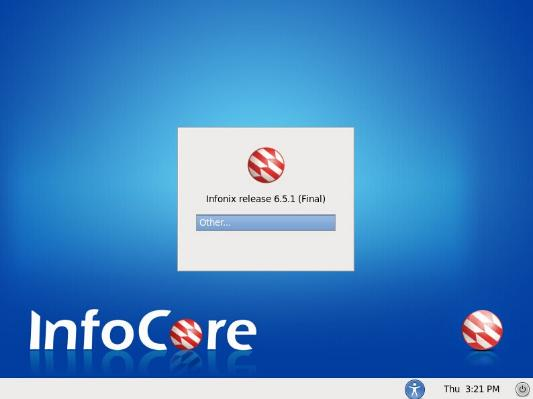 Infonix release 6.5.1 (Final)
Other...
InfoCore
Thu 3:21 PM